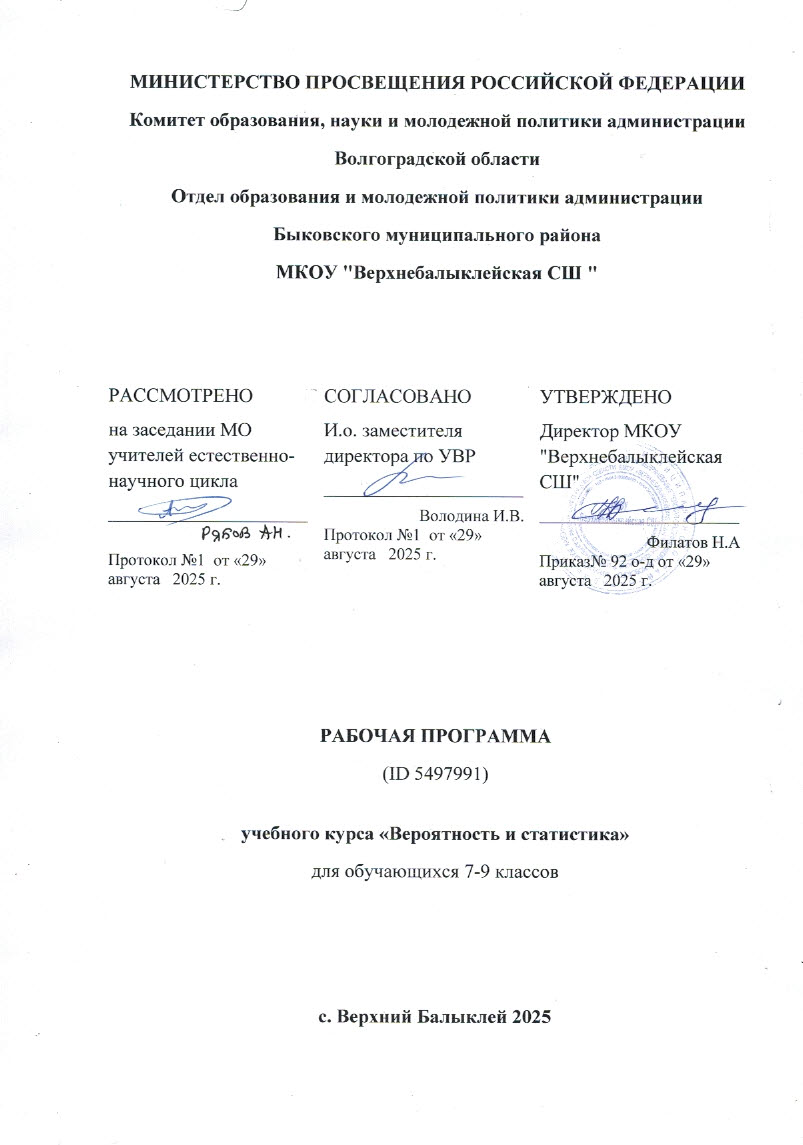 МИНИСТЕРСТВО ПРОСВЕЩЕНИЯ РОССИЙСКОЙ ФЕДЕРАЦИИ
Комитет образования, науки и молодежной политики администрации
Волгоградской области
Отдел образования и молодежной политики администрации
Быковского муниципального района
МКОУ "Верхнебалыклейская СШ "
РАССМОТРЕНО
на заседании МО
учителей естественно-
научного цикла
Рябов А.Н.
Протокол №1 от «29»
августа 2025 г.
СОГЛАСОВАНО
И.о. заместителя
директора по УВР
Володина И.В.
Протокол №1 от «29»
августа 2025 г.
УТВЕРЖДЕНО
Директор МКОУ
"Верхнебалыклейская
СШ"
Филатов Н.А
Приказ№ 92 о-д от «29»
августа 2025 г.
РАБОЧАЯ ПРОГРАММА
(ID 5497991)
учебного курса «Вероятность и статистика»
для обучающихся 7-9 классов
с. Верхний Балыклей 2025